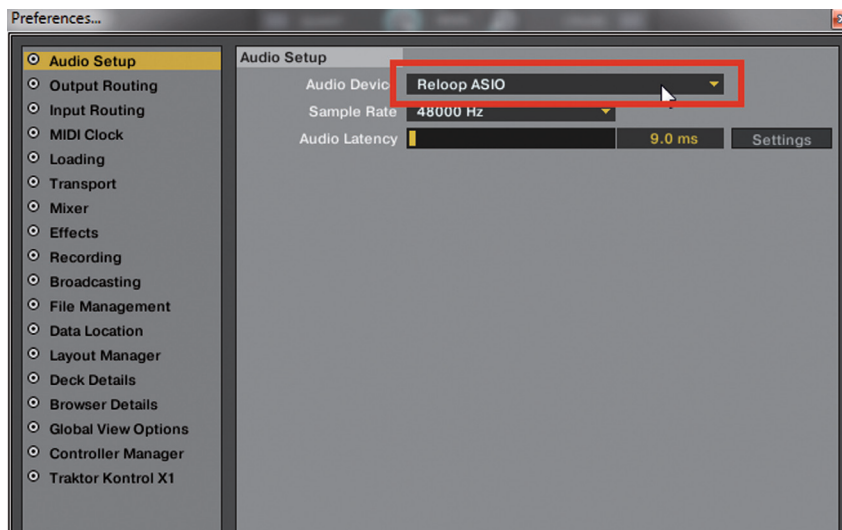 Preferences...
Audio Setup
Output Routing
Input Routing
MIDI Clock
Loading
Transport
Mixer
Effects
Recording
Broadcasting
File Management
Data Location
Layout Manager
Deck Details
Browser Details
Global View Options
Controller Manager
Traktor Kontrol X1
Audio Setup
Audio Device Reloop ASIO
Sample Rate 48000 Hz
Audio Latency 9.0 ms Settings